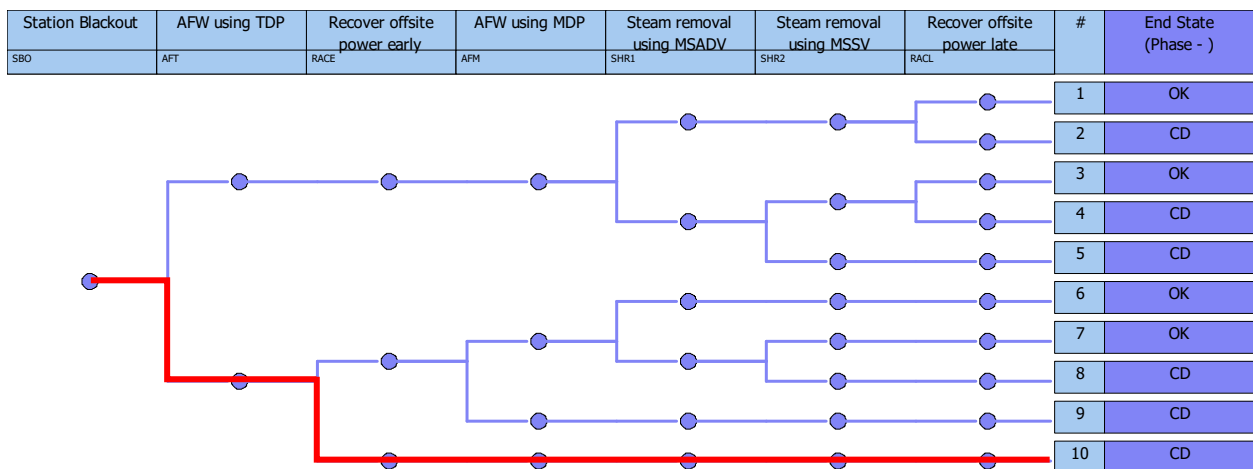 Station Blackout
SBO
AFW using TDP
AFT
Recover offsite
power early
RACE
AFW using MDP
AFM
Steam removal
using MSADV
SHR1
Steam removal
using MSSV
SHR2
Recover offsite
power late
RACL
#
End State
(Phase - )
1 OK
2 CD
3 OK
4 CD
5 CD
6 OK
7 OK
8 CD
9 CD
10 CD